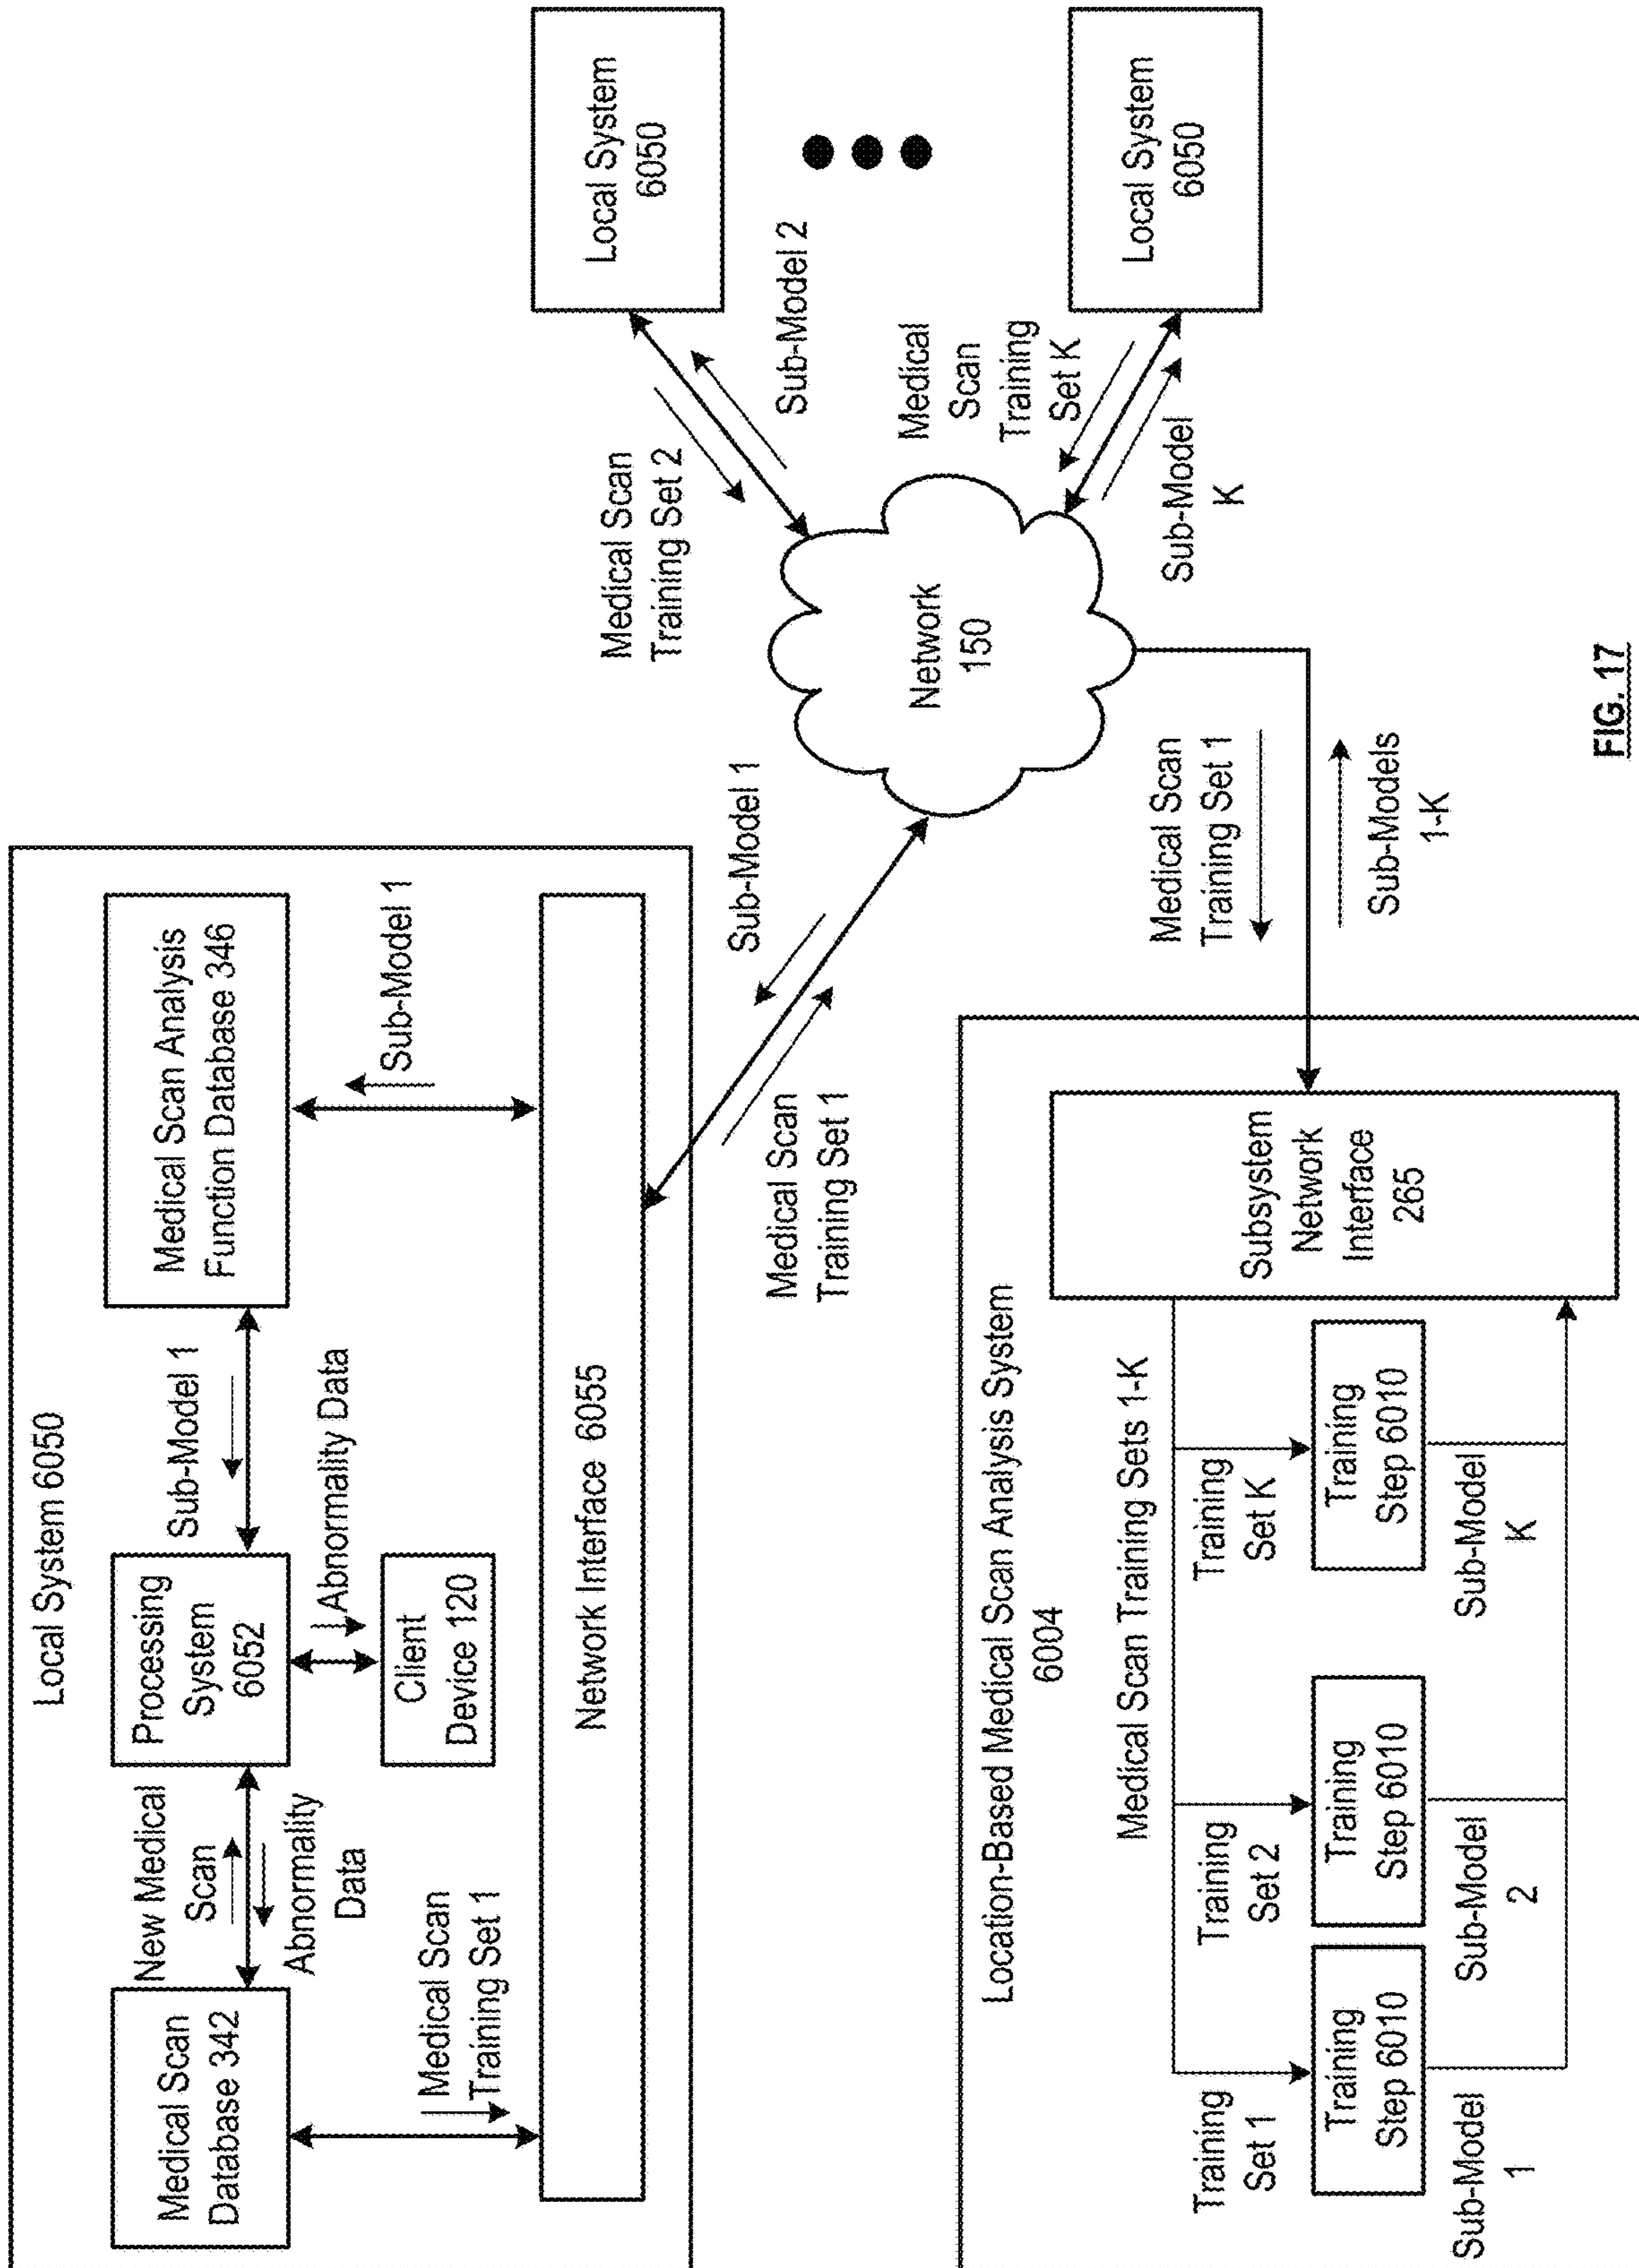 Local System 6050
Medical Scan
Database 342
New Medical
Scan
Abnormality
Data
Processing
System
6052
Sub-Model 1
Medical Scan Analysis
Function Database 346
Abnormality Data
Client
Device 120
Medical Scan
Training Set 1
Sub-Model 1
Network Interface 6055
Sub-Model 1
Medical Scan
Training Set 1
Medical Scan
Training Set 2
Sub-Model 2
Local System
6050
Network
150
Medical
Scan
Training
Set K
Sub-Model
K
Local System
6050
Location-Based Medical Scan Analysis System
6004
Medical Scan Training Sets 1-K
Training
Set 1
Training
Set 2
Training
Set K
Training
Step 6010
Training
Step 6010
Training
Step 6010
Sub-Model
1
Sub-Model
2
Sub-Model
K
Subsystem
Network
Interface
265
Medical Scan
Training Set 1
Sub-Models
1-K
FIG. 17